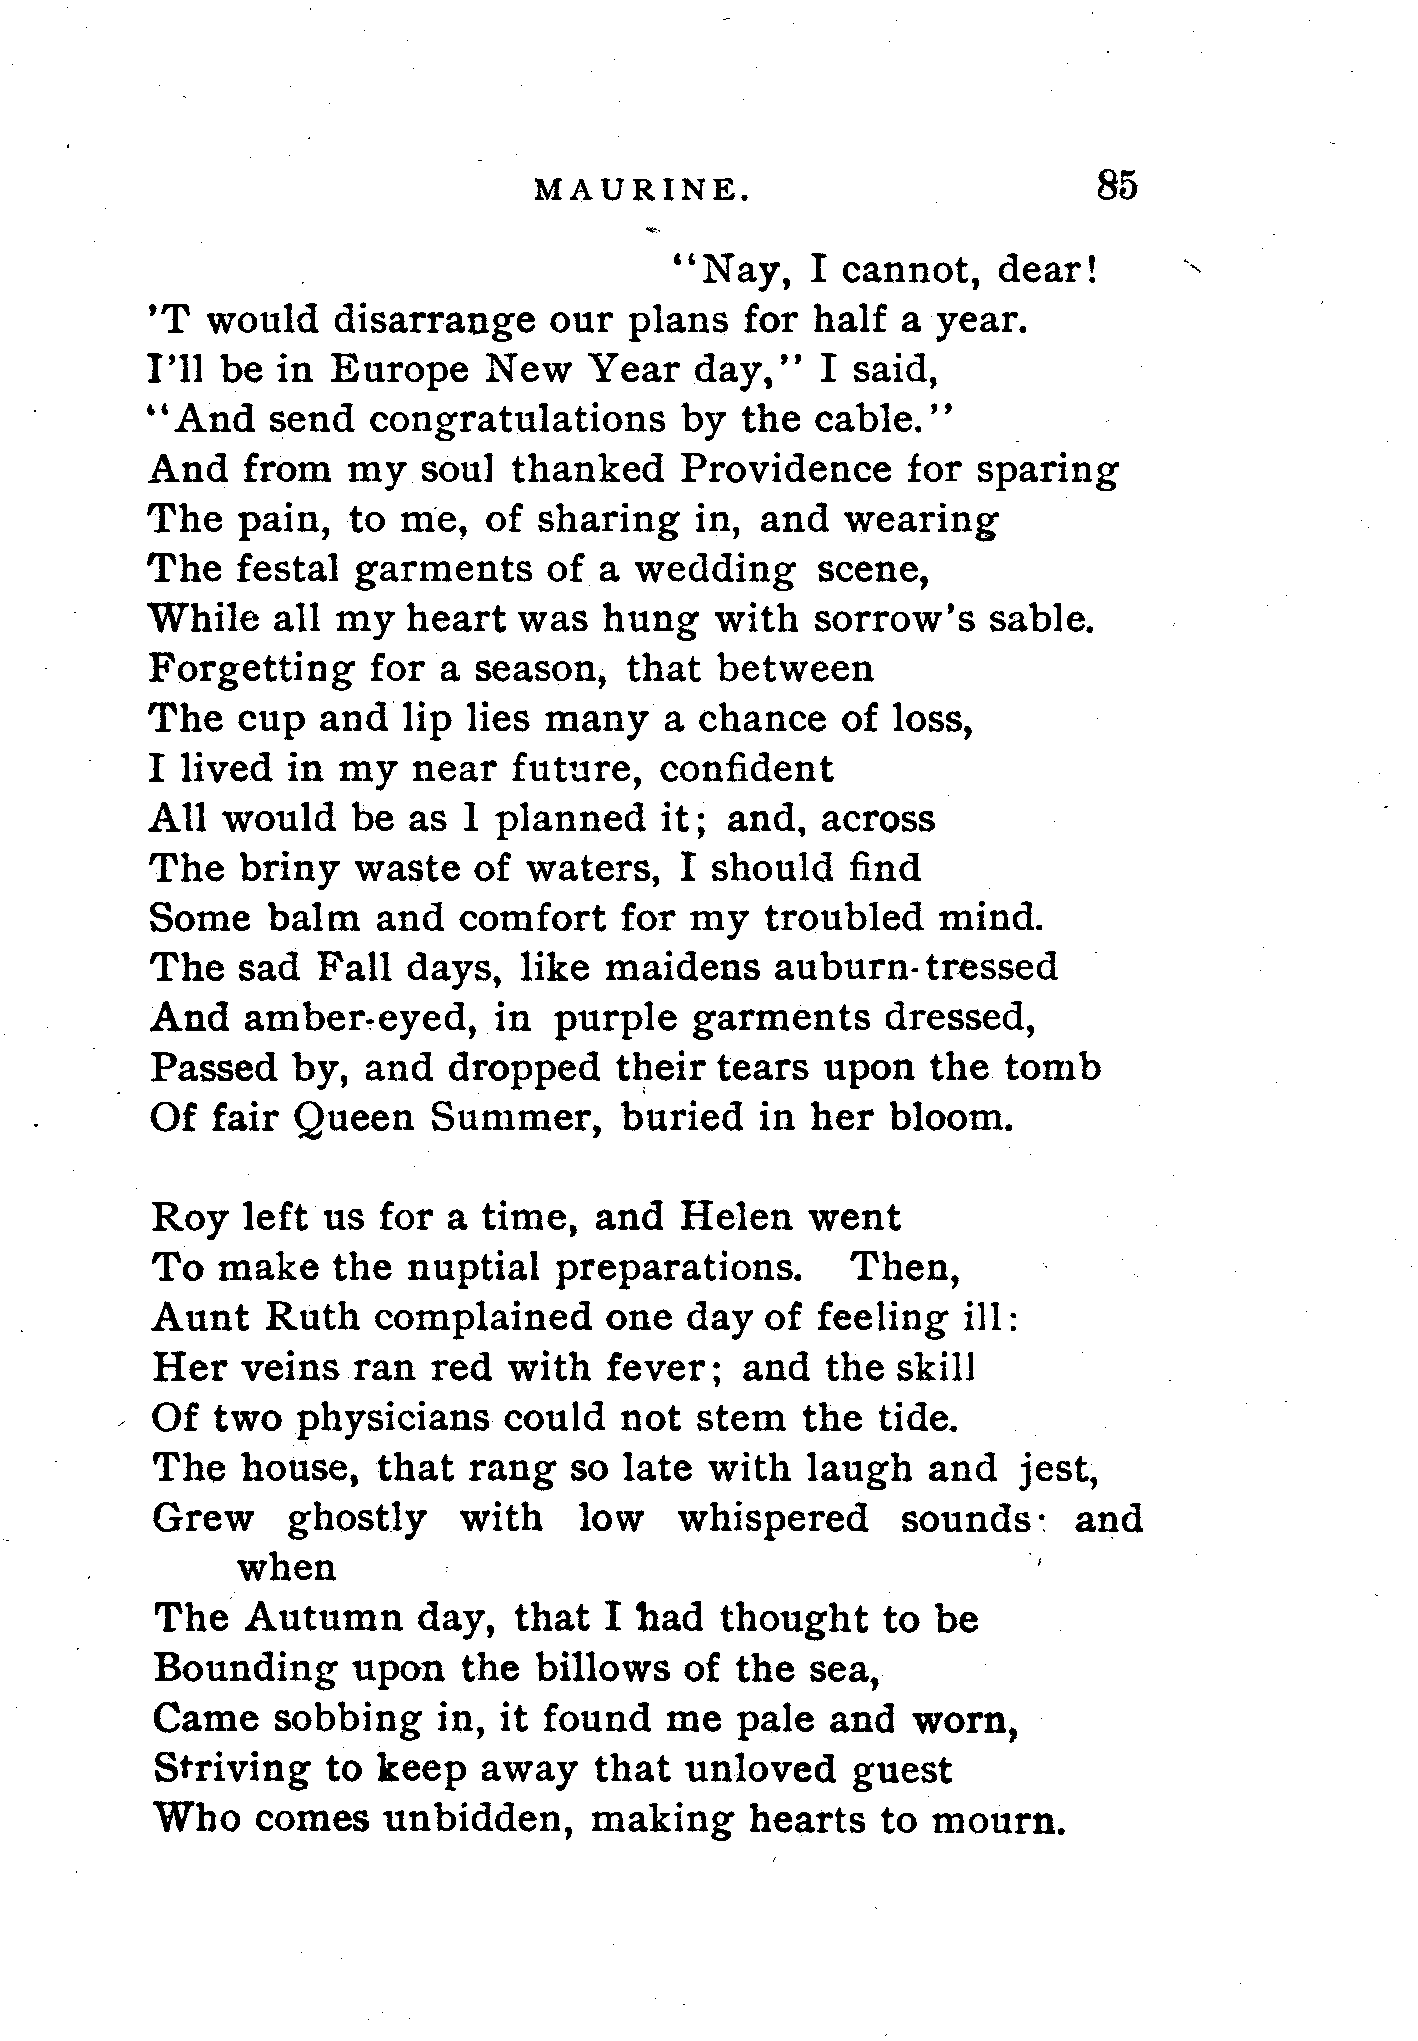 MAURINE. 85
"Nay, I cannot, dear!
'T would disarrange our plans for half a year.
I'll be in Europe New Year day," I said,
"And send congratulations by the cable."
And from my soul thanked Providence for sparing
The pain, to me, of sharing in, and wearing
The festal garments of a wedding scene,
While all my heart was hung with sorrow's sable.
Forgetting for a season, that between
The cup and lip lies many a chance of loss,
I lived in my near future, confident
All would be as I planned it; and, across
The briny waste of waters, I should find
Some balm and comfort for my troubled mind.
The sad Fall days, like maidens auburn-tressed
And amber-eyed, in purple garments dressed,
Passed by, and dropped their tears upon the tomb
Of fair Queen Summer, buried in her bloom.
Roy left us for a time, and Helen went
To make the nuptial preparations. Then,
Aunt Ruth complained one day of feeling ill:
Her veins ran red with fever; and the skill
Of two physicians could not stem the tide.
The house, that rang so late with laugh and jest,
Grew ghostly with low whispered sounds; and
when
The Autumn day, that I had thought to be
Bounding upon the billows of the sea,
Came sobbing in, it found me pale and worn,
Striving to keep away that unloved guest
Who comes unbidden, making hearts to mourn.